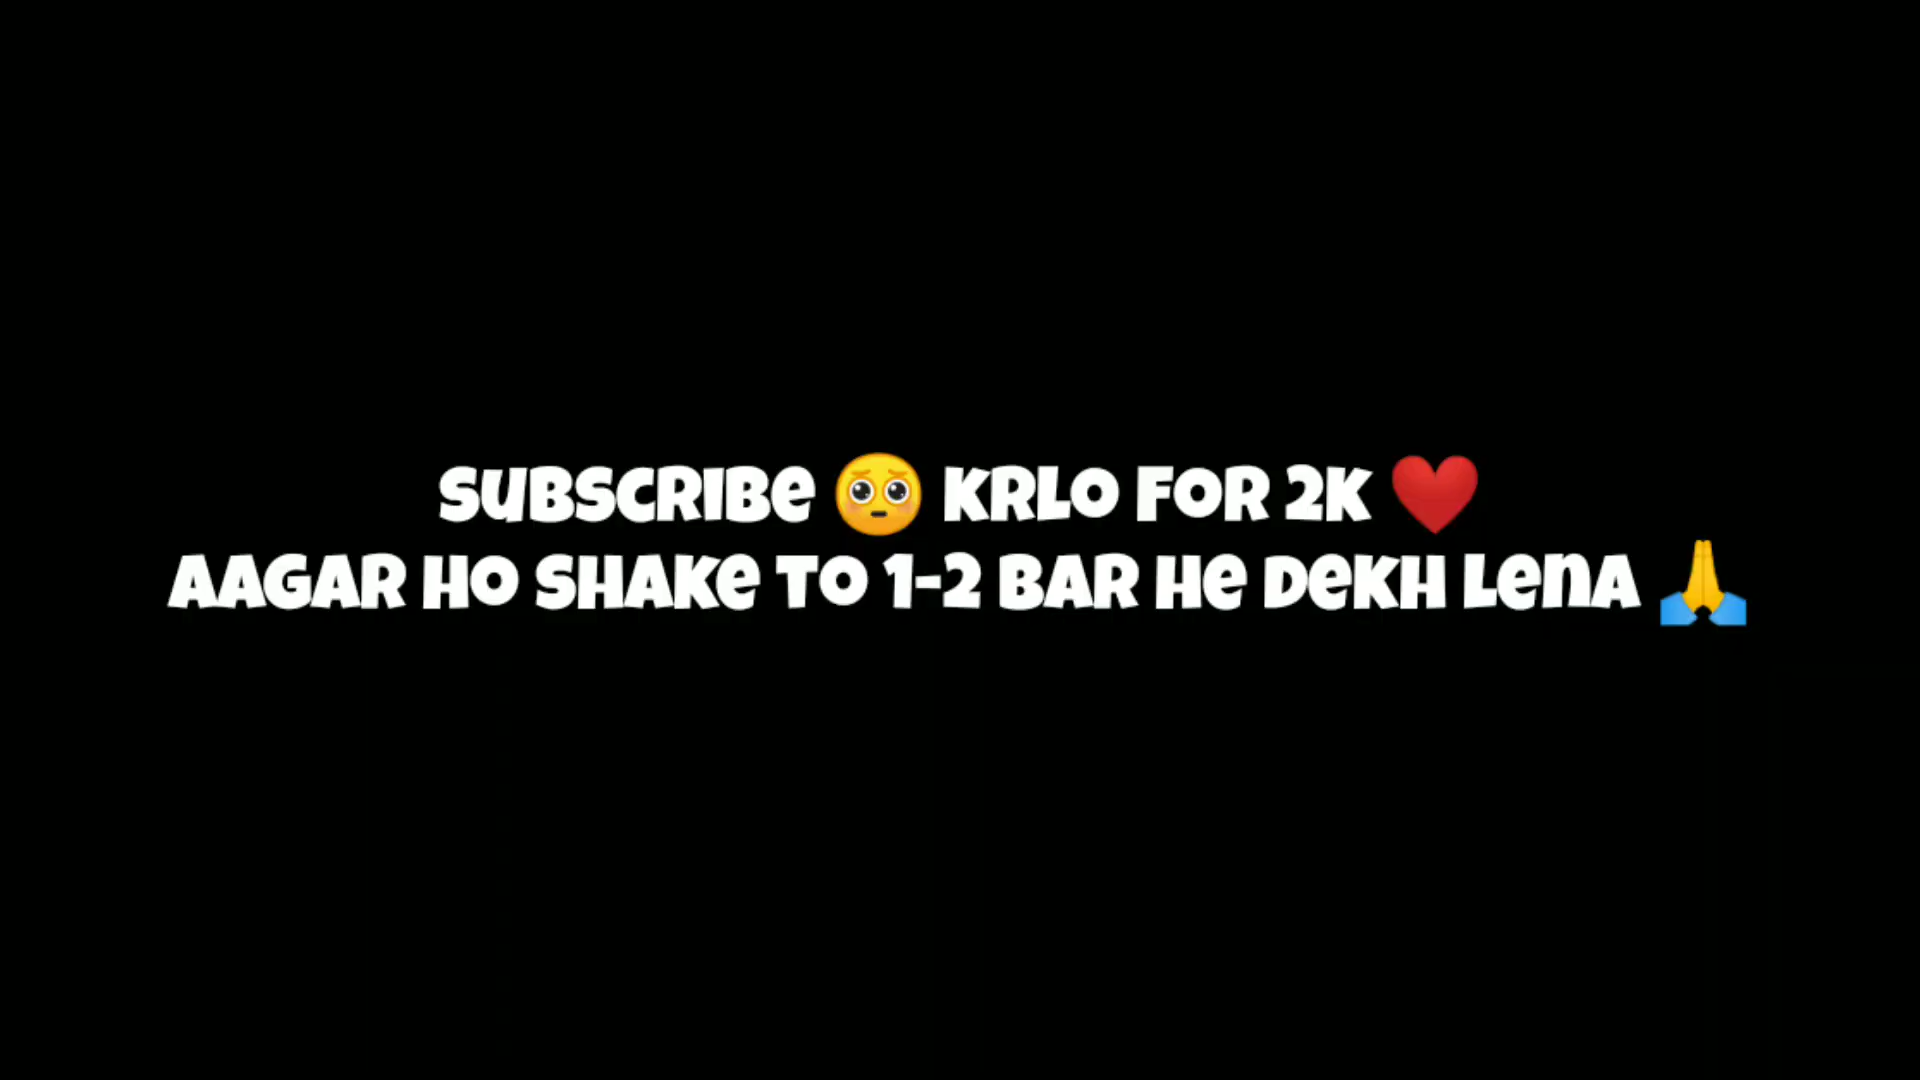 SUBSCRIBE 🥺 KRLO FOR 2K ❤️
AAGAR HO SHAKE TO 1-2 BAR HE DEKH LENA 🙏